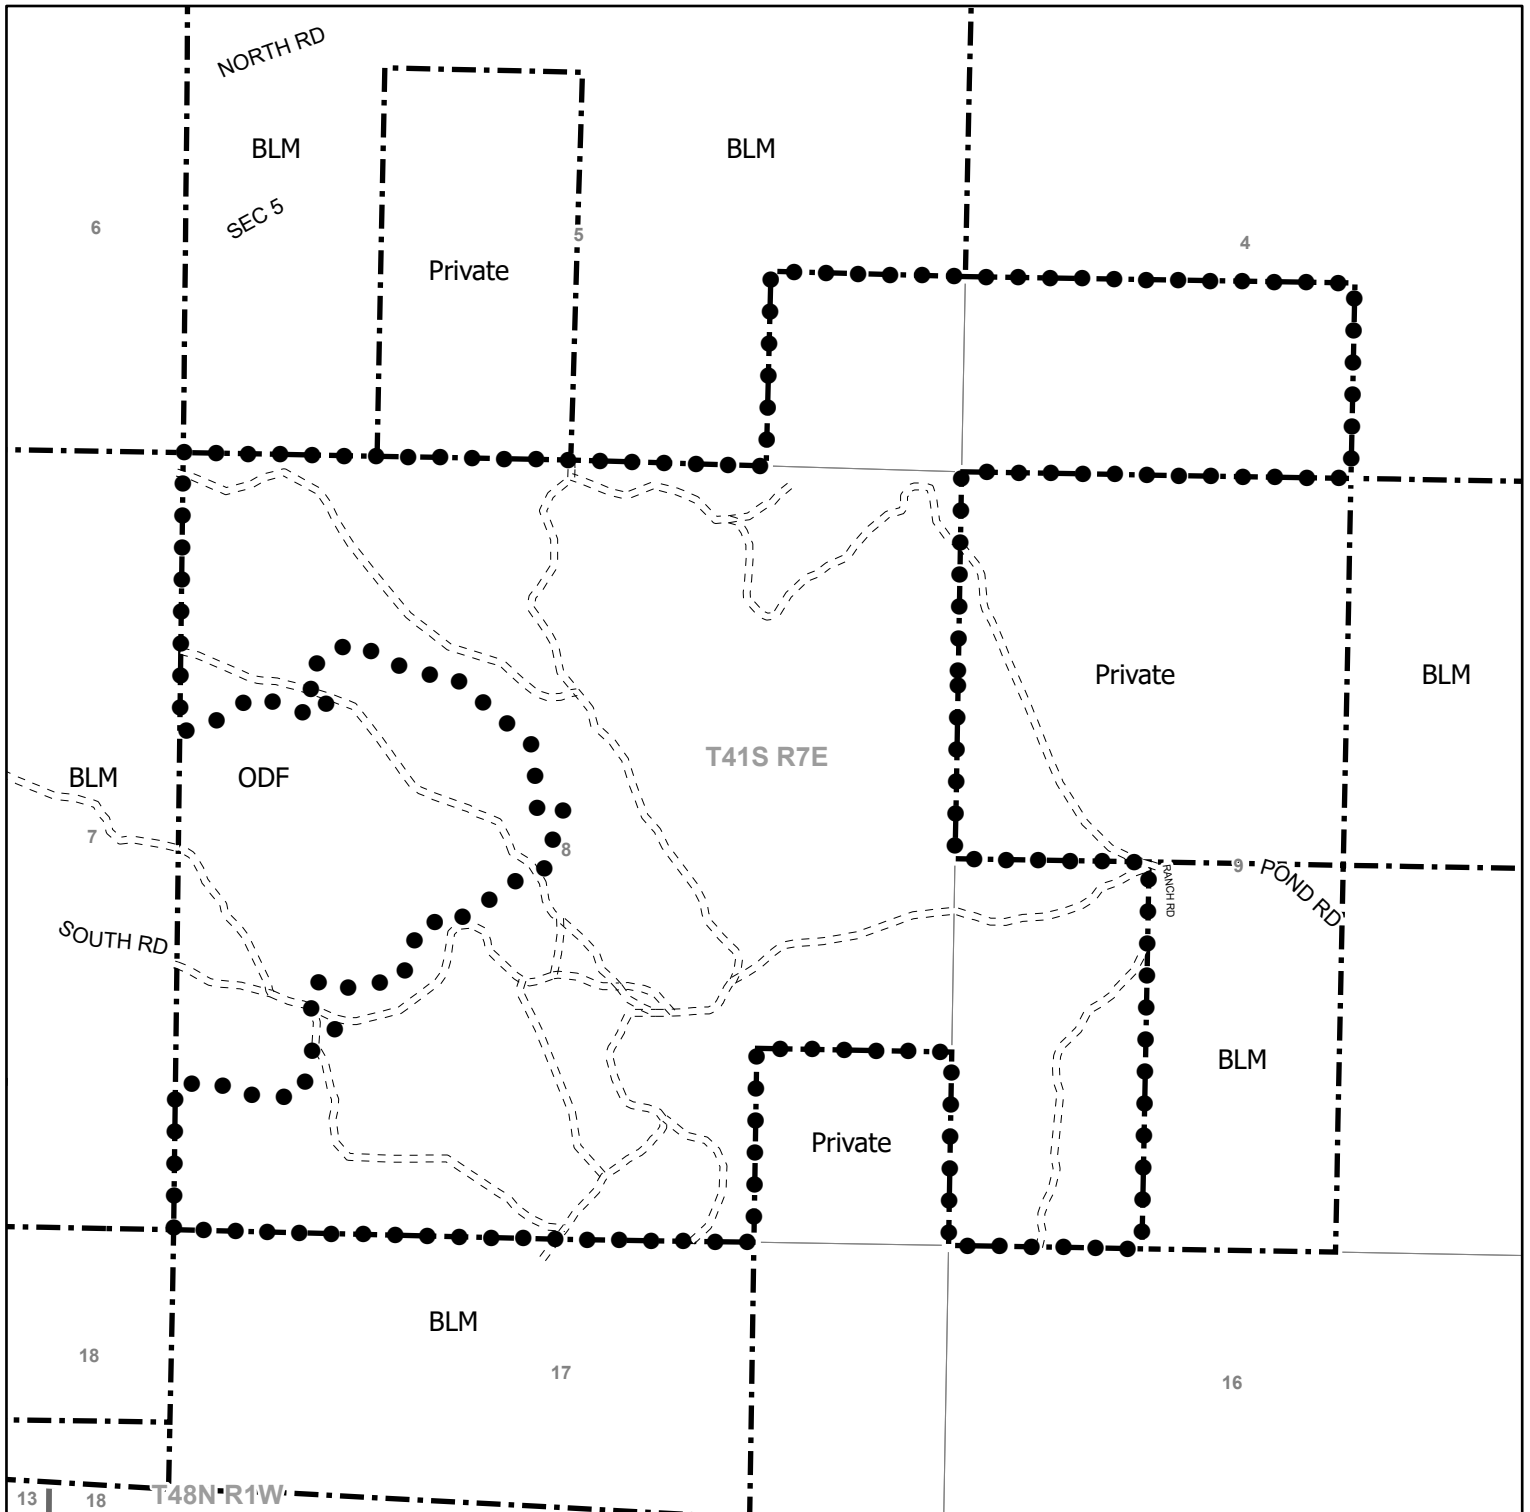 NORTH RD
BLM
BLM
SEC 5
6
5
4
Private
Private
BLM
T41S R7E
BLM
ODF
7
8
9
POND RD
RANCH RD
SOUTH RD
BLM
Private
BLM
18
17
16
13
18
T48N R1W